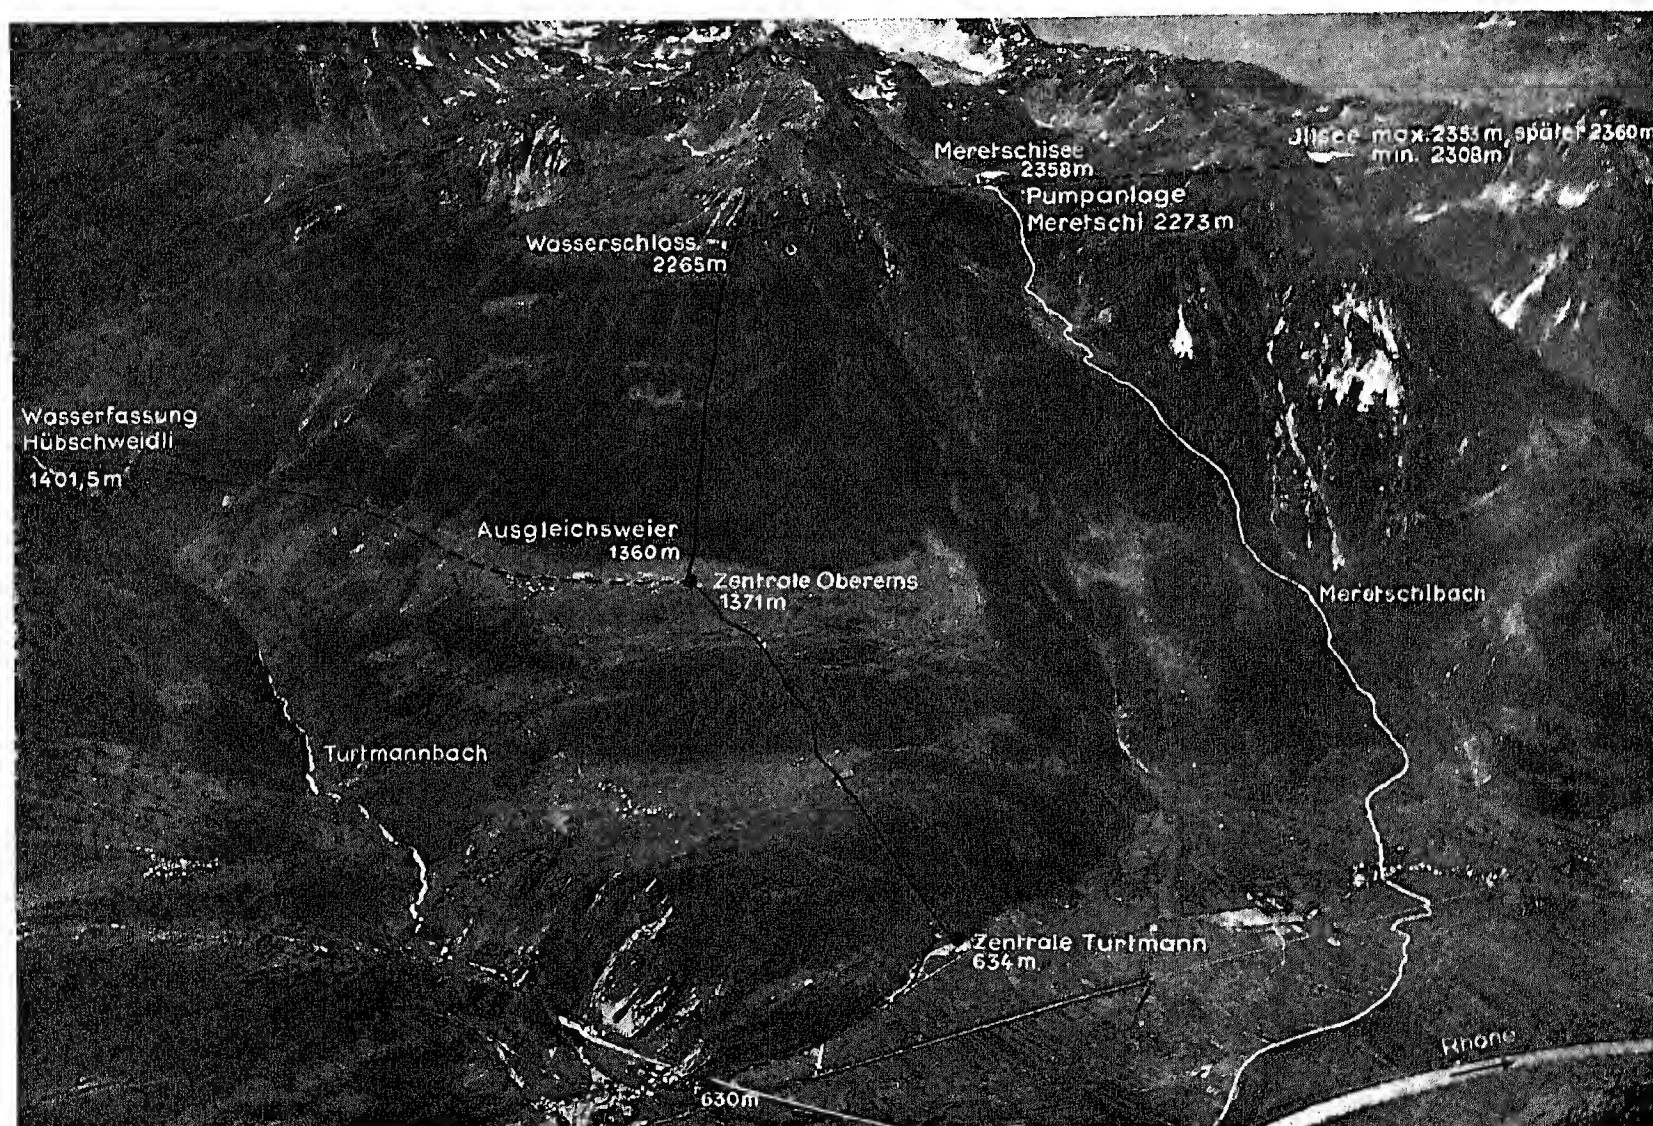 Jllsee max. 2353m, später 2360m
min. 2308m
Meretschisee
2358m
Pumpanlage
Meretschi 2273m
Wasserschloss
2265m
Wasserfassung
Hübschweidli
1401,5m
Ausgleichsweier
1360m
Zentrale Oberems
1371m
Meretschibach
Turtmannbach
Zentrale Turtmann
634m
Rhone
630m